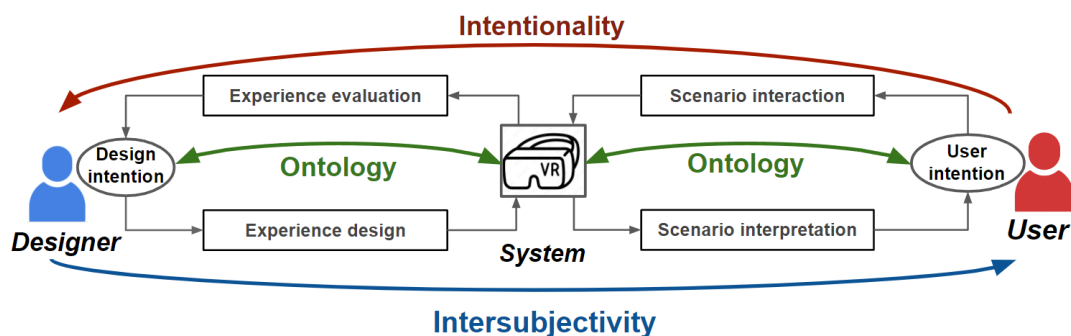 Intentionality
Experience evaluation
Scenario interaction
Design
intention
Ontology
VR
Ontology
User
intention
Designer
Experience design
System
Scenario interpretation
User
Intersubjectivity